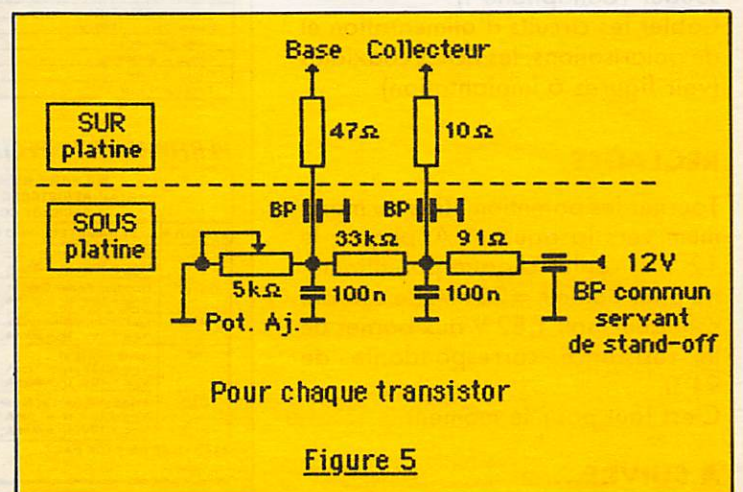 Base Collecteur
SUR
platine
47Ω 10Ω
SOUS
platine
BP BP
33kΩ 91Ω
12V
5kΩ 100n 100n
Pot. Aj.
BP commun
servant
de stand-off
Pour chaque transistor
Figure 5